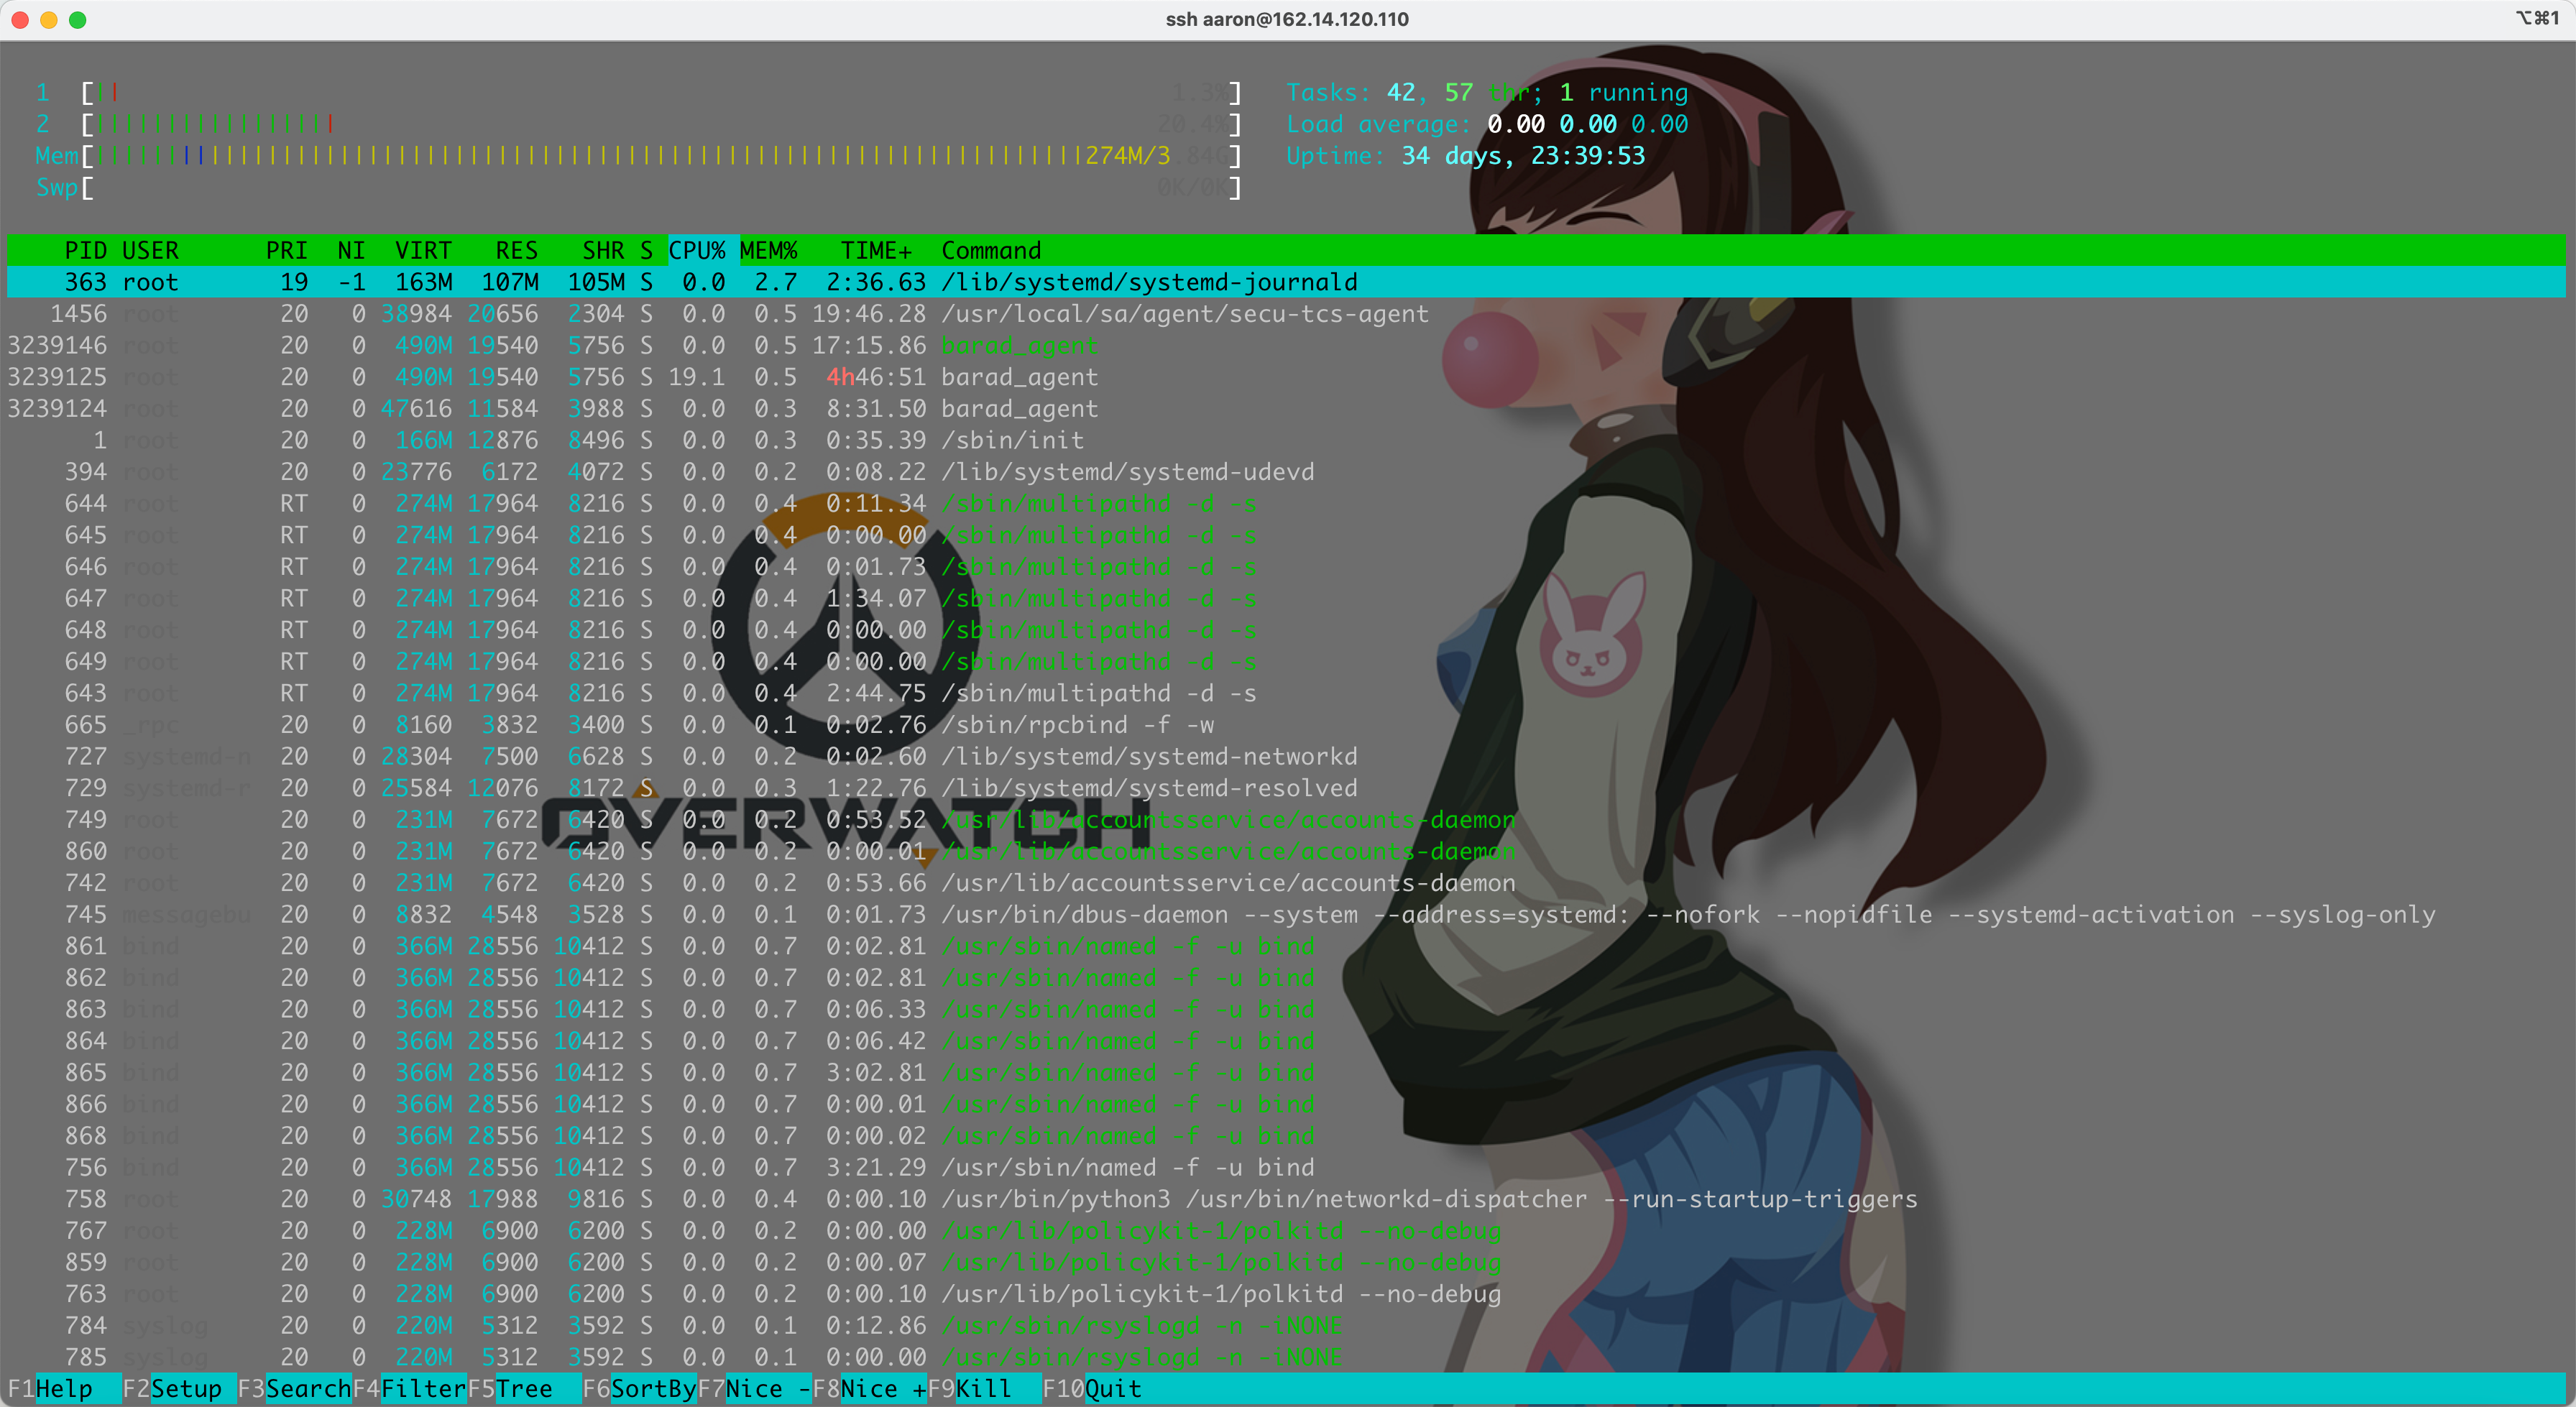 ssh aaron@162.14.120.110
⌥⌘1
1 [|| 1.3%] Tasks: 42, 57 thr; 1 running
2 [||||||||||||||||| 20.4%] Load average: 0.00 0.00 0.00
Mem[||||||||||||||||||||||||||||||||||||||||||||||||||||||||||||||||||||274M/3.84G] Uptime: 34 days, 23:39:53
Swp[ 0K/0K]
PID USER PRI NI VIRT RES SHR S CPU% MEM% TIME+ Command
363 root 19 -1 163M 107M 105M S 0.0 2.7 2:36.63 /lib/systemd/systemd-journald
1456 root 20 0 38984 20656 2304 S 0.0 0.5 19:46.28 /usr/local/sa/agent/secu-tcs-agent
3239146 root 20 0 490M 19540 5756 S 0.0 0.5 17:15.86 barad_agent
3239125 root 20 0 490M 19540 5756 S 19.1 0.5 4h46:51 barad_agent
3239124 root 20 0 47616 11584 3988 S 0.0 0.3 8:31.50 barad_agent
1 root 20 0 166M 12876 8496 S 0.0 0.3 0:35.39 /sbin/init
394 root 20 0 23776 6172 4072 S 0.0 0.2 0:08.22 /lib/systemd/systemd-udevd
644 root RT 0 274M 17964 8216 S 0.0 0.4 0:11.34 /sbin/multipathd -d -s
645 root RT 0 274M 17964 8216 S 0.0 0.4 0:00.00 /sbin/multipathd -d -s
646 root RT 0 274M 17964 8216 S 0.0 0.4 0:01.73 /sbin/multipathd -d -s
647 root RT 0 274M 17964 8216 S 0.0 0.4 1:34.07 /sbin/multipathd -d -s
648 root RT 0 274M 17964 8216 S 0.0 0.4 0:00.00 /sbin/multipathd -d -s
649 root RT 0 274M 17964 8216 S 0.0 0.4 0:00.00 /sbin/multipathd -d -s
643 root RT 0 274M 17964 8216 S 0.0 0.4 2:44.75 /sbin/multipathd -d -s
665 _rpc 20 0 8160 3832 3400 S 0.0 0.1 0:02.76 /sbin/rpcbind -f -w
727 systemd-n 20 0 28304 7500 6628 S 0.0 0.2 0:02.60 /lib/systemd/systemd-networkd
729 systemd-r 20 0 25584 12076 8172 S 0.0 0.3 1:22.76 /lib/systemd/systemd-resolved
OVERWATCH
749 root 20 0 231M 7672 6420 S 0.0 0.2 0:53.52 /usr/lib/accountsservice/accounts-daemon
860 root 20 0 231M 7672 6420 S 0.0 0.2 0:00.01 /usr/lib/accountsservice/accounts-daemon
742 root 20 0 231M 7672 6420 S 0.0 0.2 0:53.66 /usr/lib/accountsservice/accounts-daemon
745 messagebu 20 0 8832 4548 3528 S 0.0 0.1 0:01.73 /usr/bin/dbus-daemon --system --address=systemd: --nofork --nopidfile --systemd-activation --syslog-only
861 bind 20 0 366M 28556 10412 S 0.0 0.7 0:02.81 /usr/sbin/named -f -u bind
862 bind 20 0 366M 28556 10412 S 0.0 0.7 0:02.81 /usr/sbin/named -f -u bind
863 bind 20 0 366M 28556 10412 S 0.0 0.7 0:06.33 /usr/sbin/named -f -u bind
864 bind 20 0 366M 28556 10412 S 0.0 0.7 0:06.42 /usr/sbin/named -f -u bind
865 bind 20 0 366M 28556 10412 S 0.0 0.7 3:02.81 /usr/sbin/named -f -u bind
866 bind 20 0 366M 28556 10412 S 0.0 0.7 0:00.01 /usr/sbin/named -f -u bind
868 bind 20 0 366M 28556 10412 S 0.0 0.7 0:00.02 /usr/sbin/named -f -u bind
756 bind 20 0 366M 28556 10412 S 0.0 0.7 3:21.29 /usr/sbin/named -f -u bind
758 root 20 0 30748 17988 9816 S 0.0 0.4 0:00.10 /usr/bin/python3 /usr/bin/networkd-dispatcher --run-startup-triggers
767 root 20 0 228M 6900 6200 S 0.0 0.2 0:00.00 /usr/lib/policykit-1/polkitd --no-debug
859 root 20 0 228M 6900 6200 S 0.0 0.2 0:00.07 /usr/lib/policykit-1/polkitd --no-debug
763 root 20 0 228M 6900 6200 S 0.0 0.2 0:00.10 /usr/lib/policykit-1/polkitd --no-debug
784 syslog 20 0 220M 5312 3592 S 0.0 0.1 0:12.86 /usr/sbin/rsyslogd -n -iNONE
785 syslog 20 0 220M 5312 3592 S 0.0 0.1 0:00.00 /usr/sbin/rsyslogd -n -iNONE
F1Help F2Setup F3SearchF4FilterF5Tree F6SortByF7Nice -F8Nice +F9Kill F10Quit